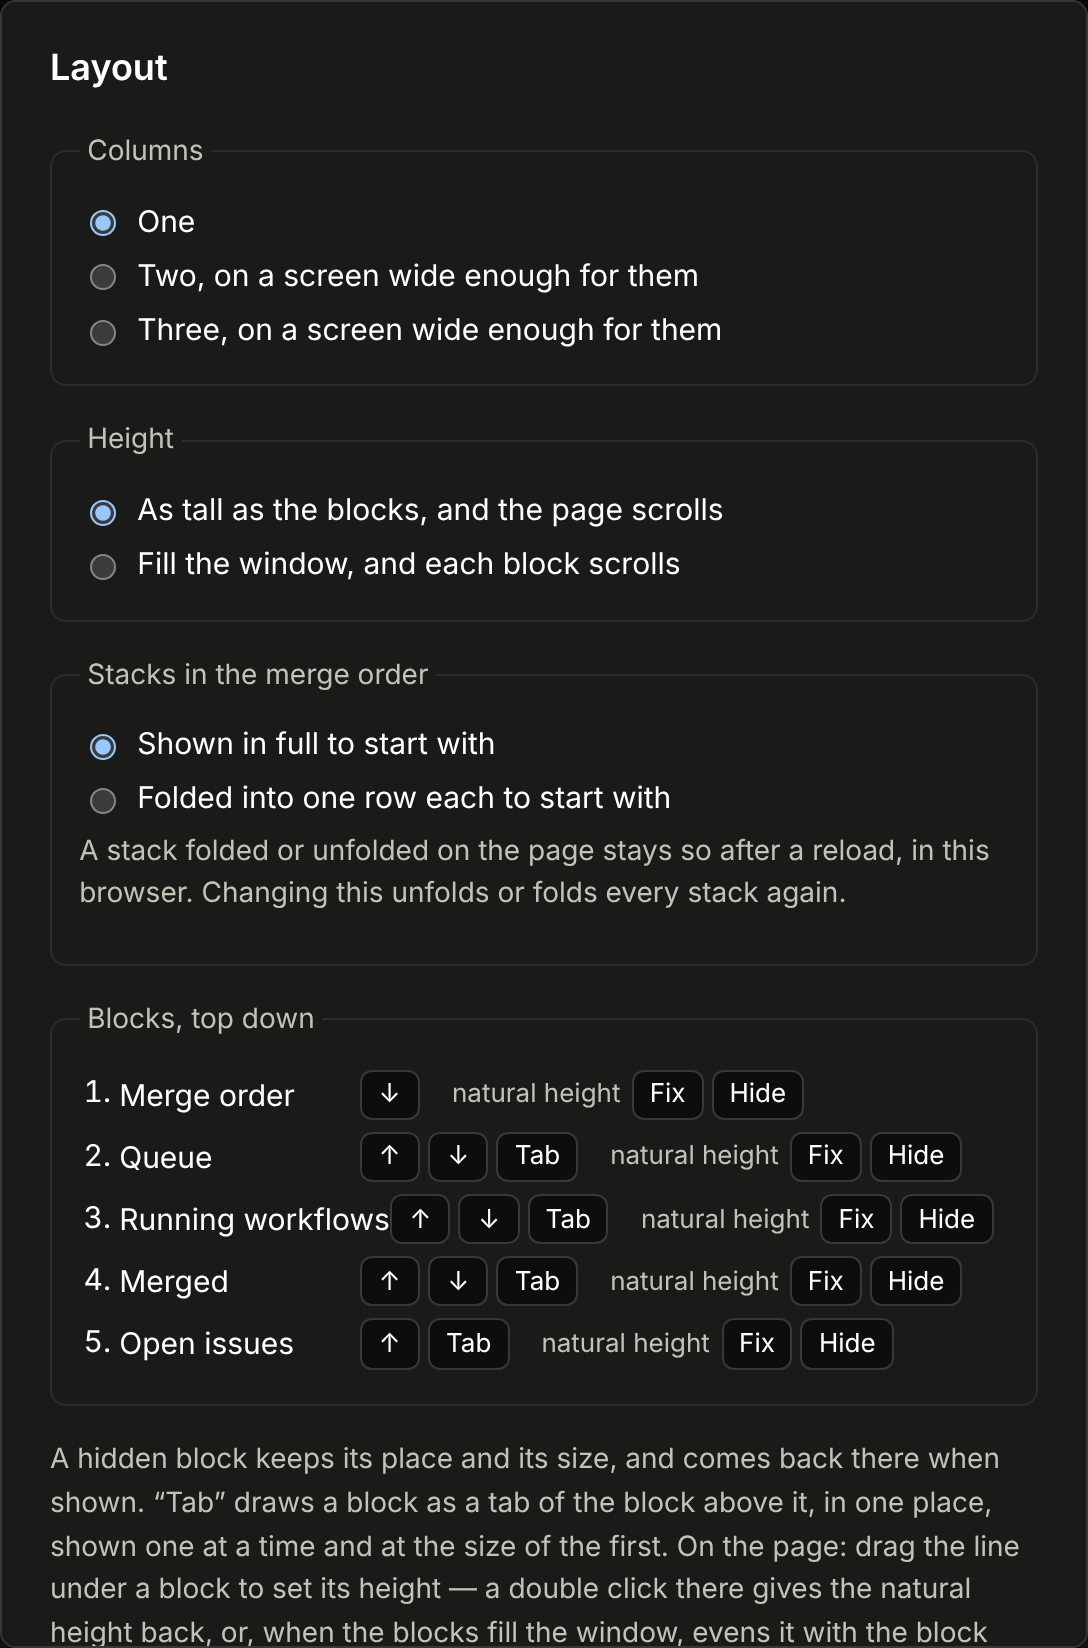 Layout
Columns
One
Two, on a screen wide enough for them
Three, on a screen wide enough for them
Height
As tall as the blocks, and the page scrolls
Fill the window, and each block scrolls
Stacks in the merge order
Shown in full to start with
Folded into one row each to start with
A stack folded or unfolded on the page stays so after a reload, in this
browser. Changing this unfolds or folds every stack again.
Blocks, top down
1. Merge order ↓ natural height Fix Hide
2. Queue ↑ ↓ Tab natural height Fix Hide
3. Running workflows ↑ ↓ Tab natural height Fix Hide
4. Merged ↑ ↓ Tab natural height Fix Hide
5. Open issues ↑ Tab natural height Fix Hide
A hidden block keeps its place and its size, and comes back there when
shown. “Tab” draws a block as a tab of the block above it, in one place,
shown one at a time and at the size of the first. On the page: drag the line
under a block to set its height — a double click there gives the natural
height back, or, when the blocks fill the window, evens it with the block